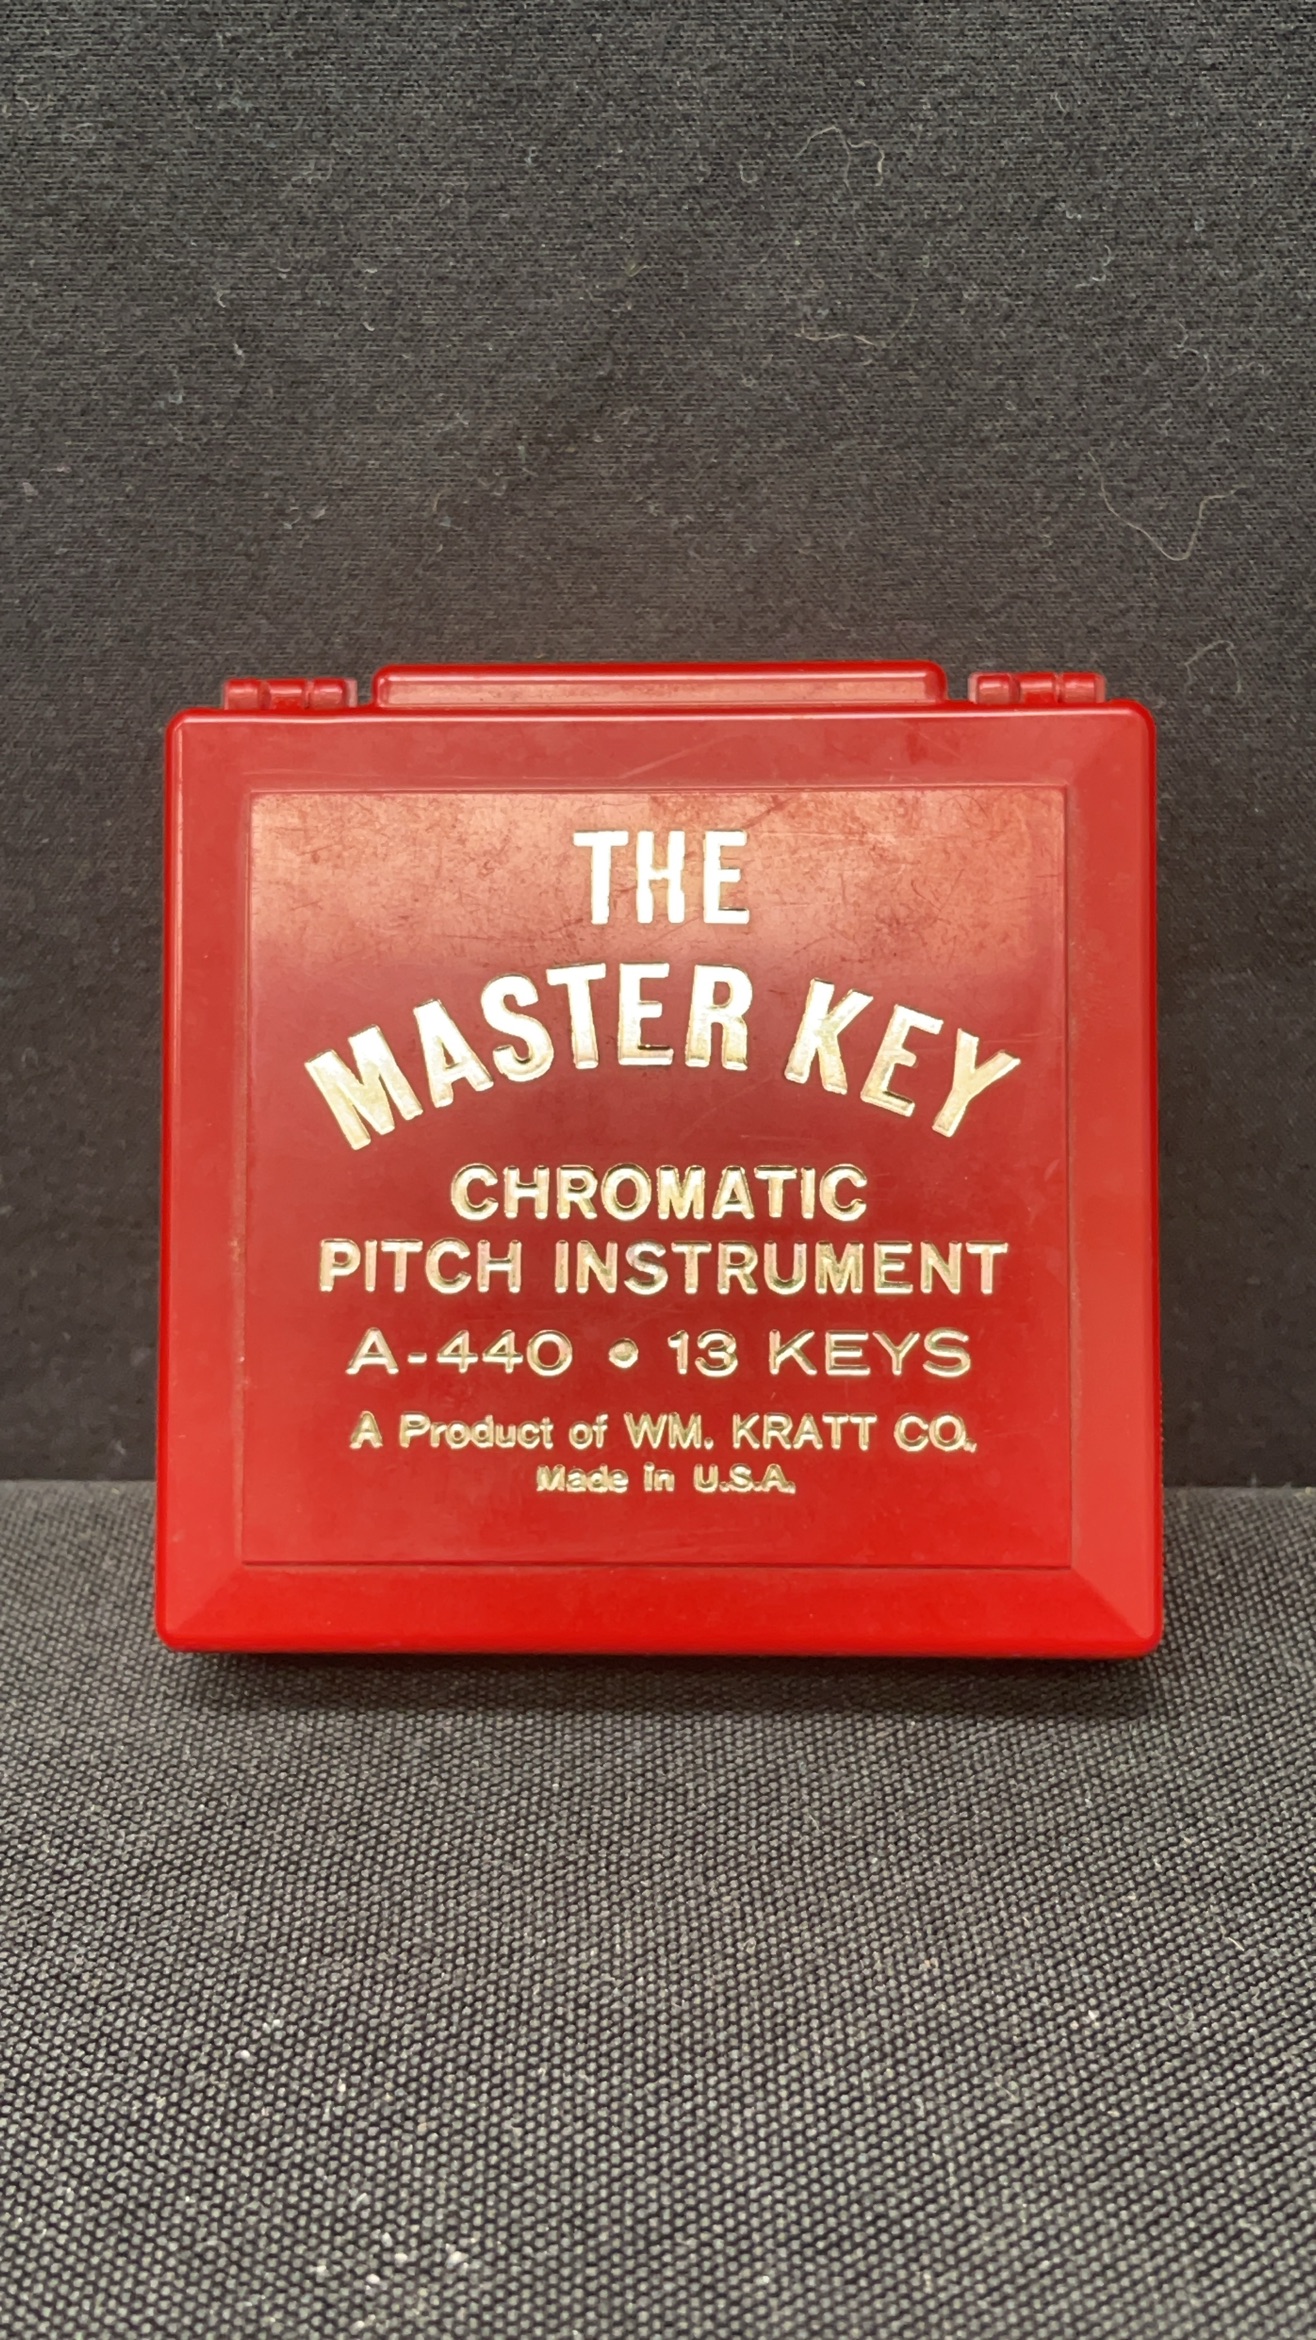 THE
MASTER KEY
CHROMATIC
PITCH INSTRUMENT
A-440 • 13 KEYS
A Product of WM. KRATT CO.
Made in U.S.A.